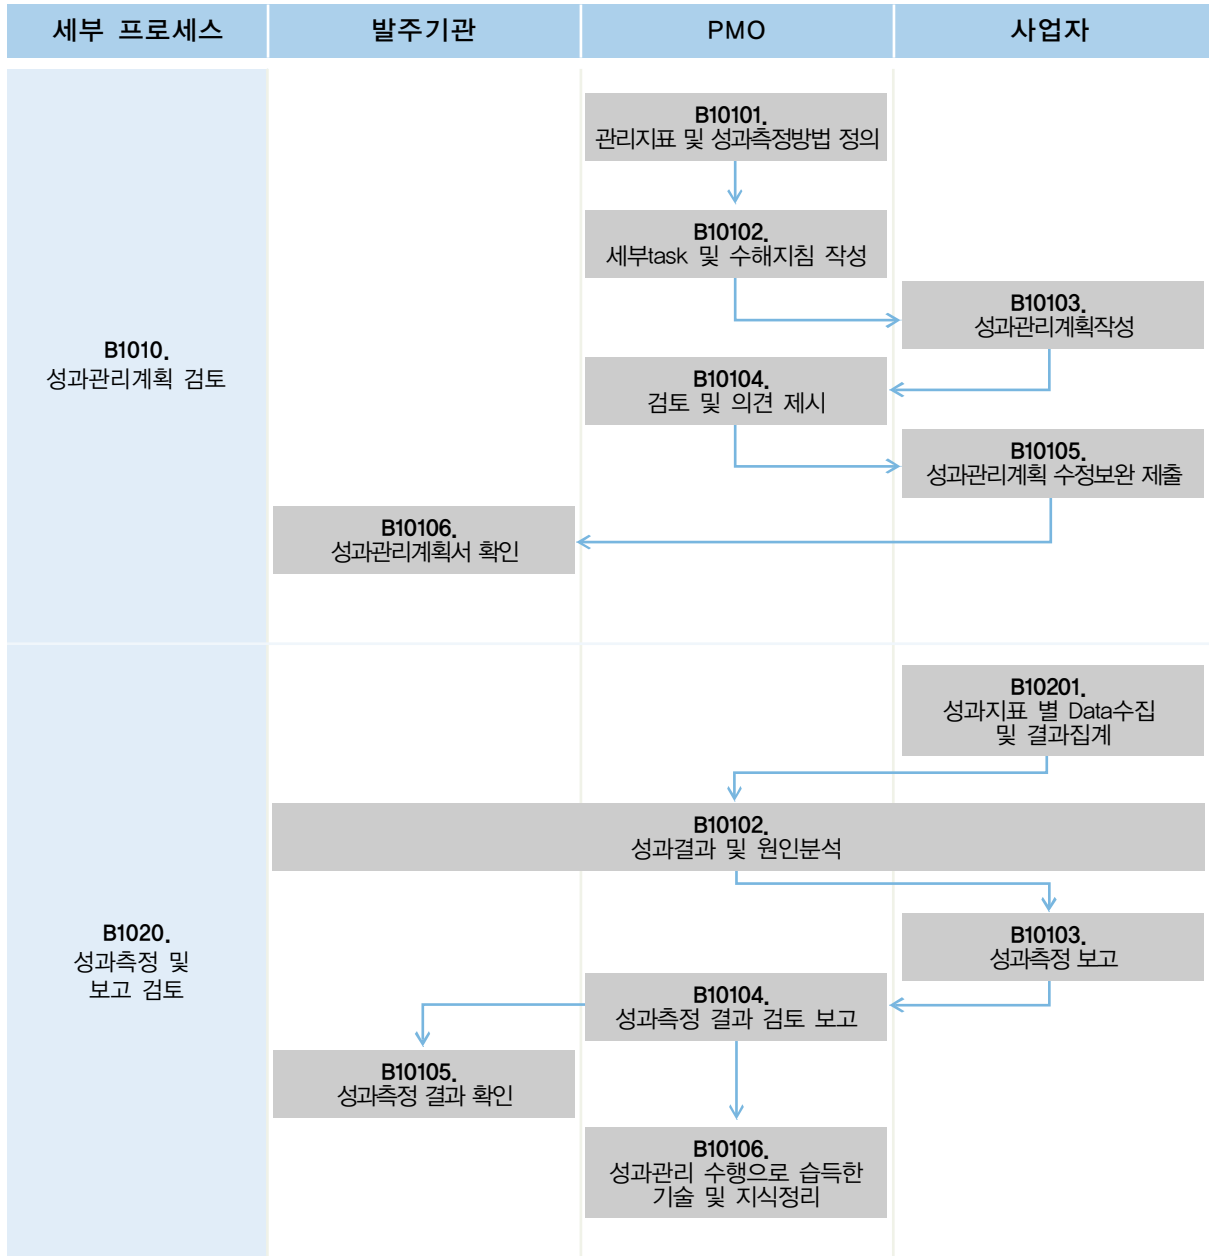 세부 프로세스
발주기관
PMO
사업자
B1010.
성과관리계획 검토
B10101.
관리지표 및 성과측정방법 정의
B10102.
세부task 및 수해지침 작성
B10103.
성과관리계획작성
B10104.
검토 및 의견 제시
B10105.
성과관리계획 수정보완 제출
B10106.
성과관리계획서 확인
B1020.
성과측정 및
보고 검토
B10201.
성과지표 별 Data수집
및 결과집계
B10102.
성과결과 및 원인분석
B10103.
성과측정 보고
B10104.
성과측정 결과 검토 보고
B10105.
성과측정 결과 확인
B10106.
성과관리 수행으로 습득한
기술 및 지식정리